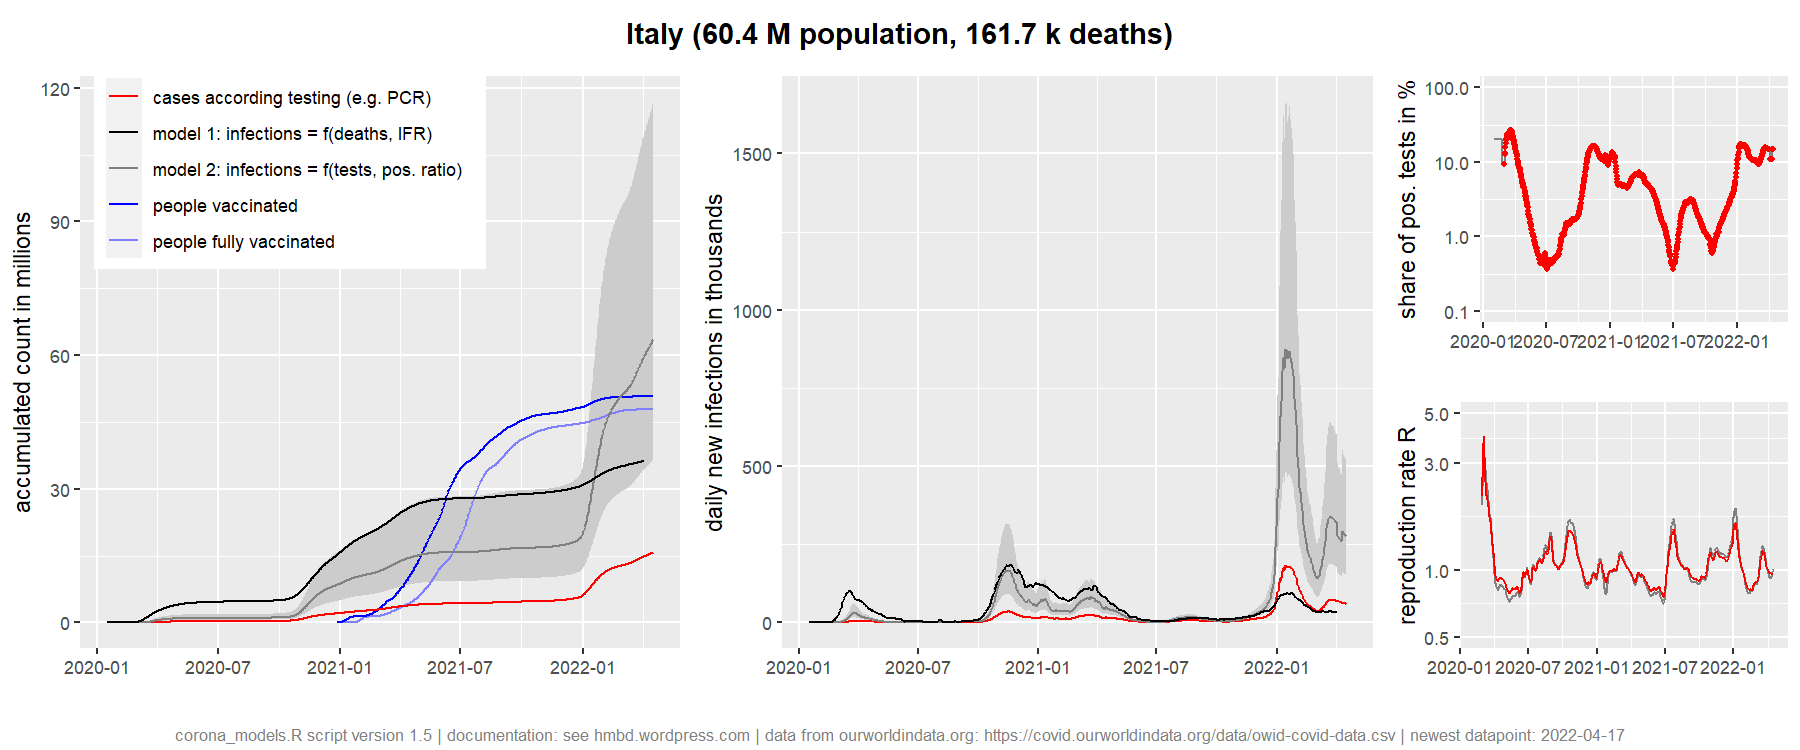 Italy (60.4 M population, 161.7 k deaths)
accumulated count in millions
120
90
60
30
0
cases according testing (e.g. PCR)
model 1: infections = f(deaths, IFR)
model 2: infections = f(tests, pos. ratio)
people vaccinated
people fully vaccinated
2020-01 2020-07 2021-01 2021-07 2022-01
daily new infections in thousands
1500
1000
500
0
2020-01 2020-07 2021-01 2021-07 2022-01
share of pos. tests in %
100.0
10.0
1.0
0.1
2020-01 2020-07 2021-01 2021-07 2022-01
reproduction rate R
5.0
3.0
1.0
0.5
2020-01 2020-07 2021-01 2021-07 2022-01
corona_models.R script version 1.5 | documentation: see hmbd.wordpress.com | data from ourworldindata.org: https://covid.ourworldindata.org/data/owid-covid-data.csv | newest datapoint: 2022-04-17